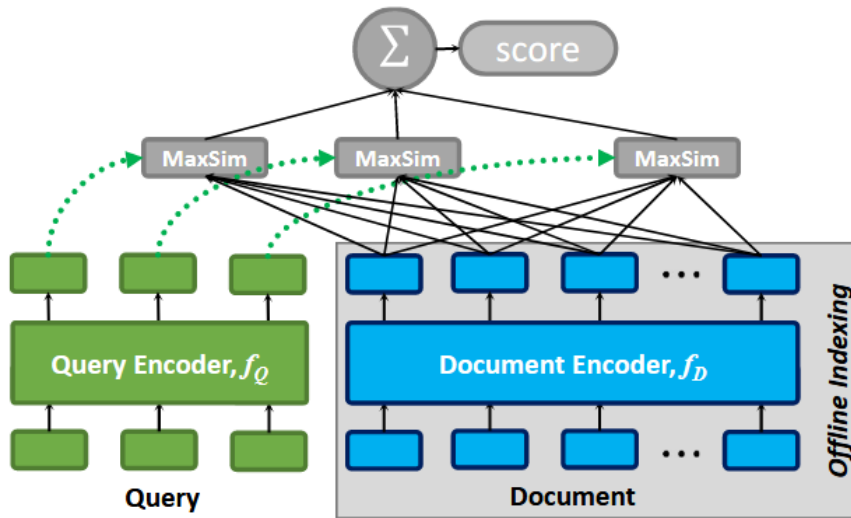 Σ
score
MaxSim
MaxSim
MaxSim
Query Encoder, f_Q
Document Encoder, f_D
Offline Indexing
...
...
Query
Document